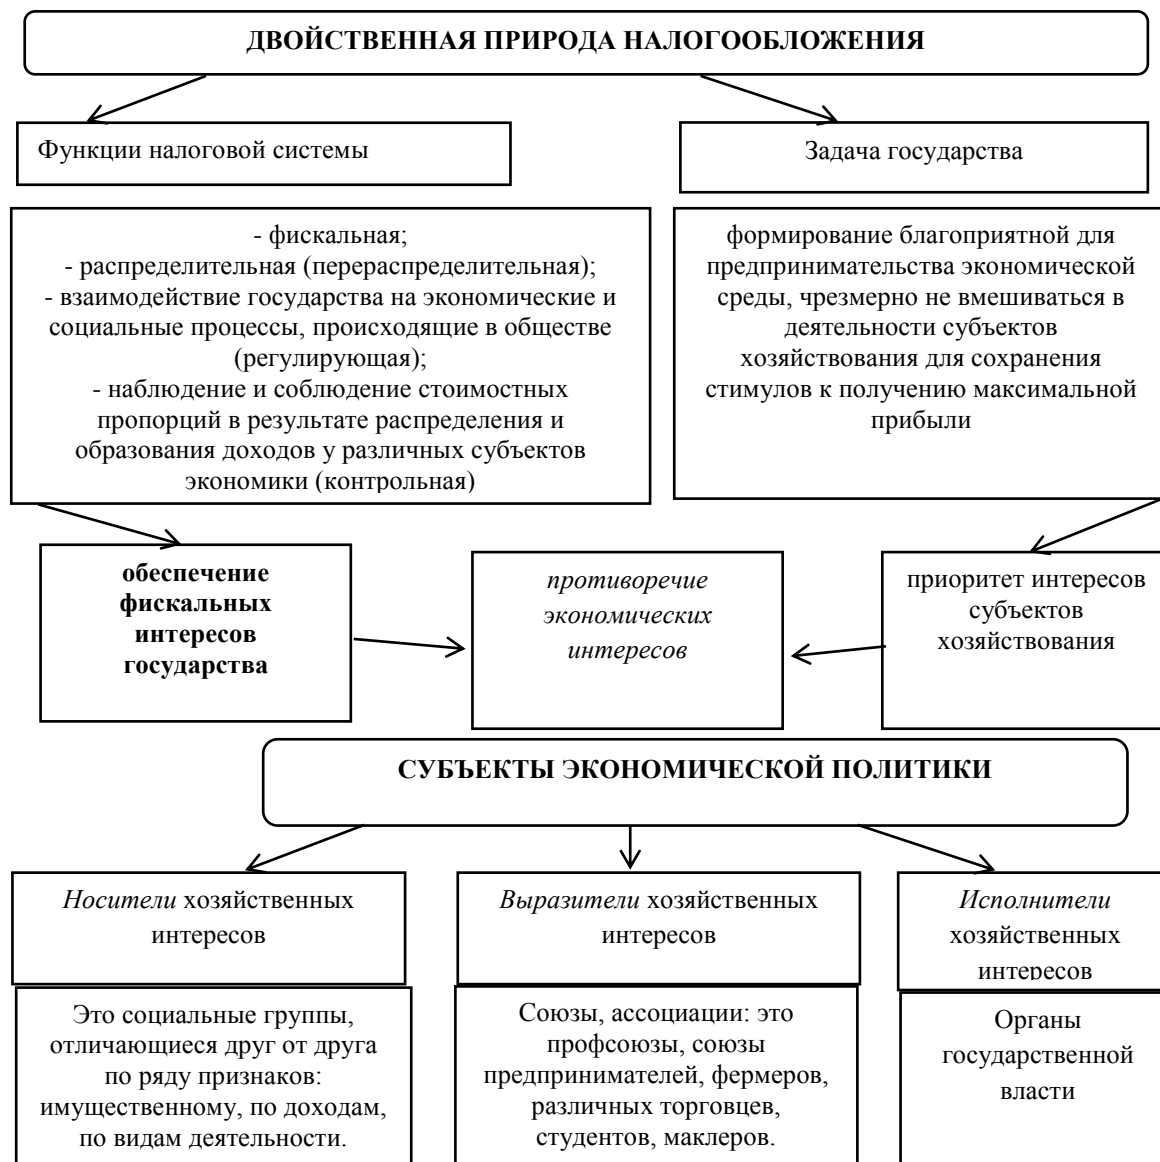 ДВОЙСТВЕННАЯ ПРИРОДА НАЛОГООБЛОЖЕНИЯ
Функции налоговой системы
Задача государства
- фискальная;
- распределительная (перераспределительная);
- взаимодействие государства на экономические и
социальные процессы, происходящие в обществе
(регулирующая);
- наблюдение и соблюдение стоимостных
пропорций в результате распределения и
образования доходов у различных субъектов
экономики (контрольная)
формирование благоприятной для
предпринимательства экономической
среды, чрезмерно не вмешиваться в
деятельности субъектов
хозяйствования для сохранения
стимулов к получению максимальной
прибыли
обеспечение
фискальных
интересов
государства
противоречие
экономических
интересов
приоритет интересов
субъектов
хозяйствования
СУБЪЕКТЫ ЭКОНОМИЧЕСКОЙ ПОЛИТИКИ
Носители хозяйственных
интересов
Выразители хозяйственных
интересов
Исполнители
хозяйственных
интересов
Это социальные группы,
отличающиеся друг от друга
по ряду признаков:
имущественному, по доходам,
по видам деятельности.
Союзы, ассоциации: это
профсоюзы, союзы
предпринимателей, фермеров,
различных торговцев,
студентов, маклеров.
Органы
государственной
власти